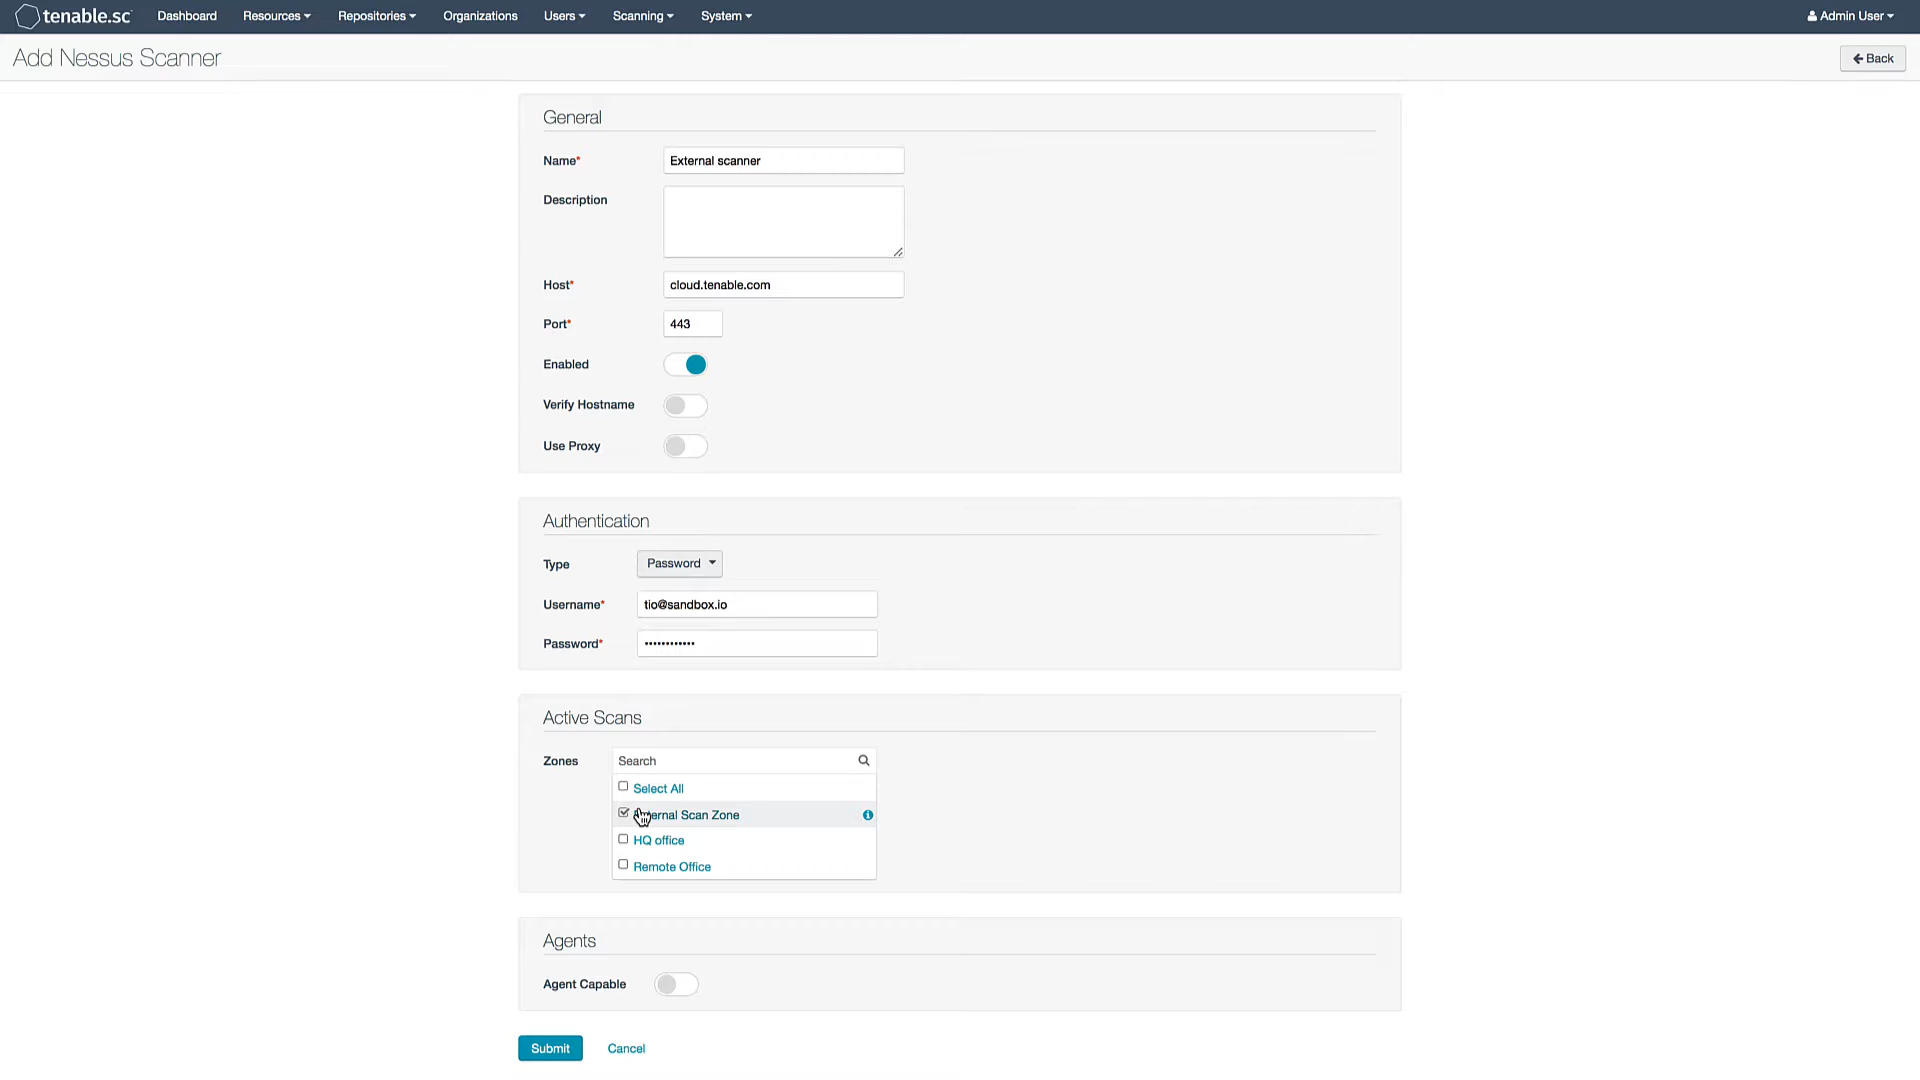 tenable.sc Dashboard Resources Repositories Organizations Users Scanning System Admin User
Add Nessus Scanner Back
General
Name* External scanner
Description
Host* cloud.tenable.com
Port* 443
Enabled
Verify Hostname
Use Proxy
Authentication
Type Password
Username* tio@sandbox.io
Password* ••••••••••••
Active Scans
Zones Search
Select All
Scan Zone
HQ office
Remote Office
Agents
Agent Capable
Submit Cancel